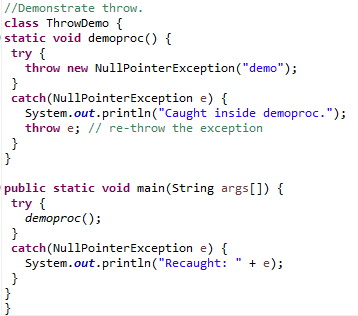 //Demonstrate throw.
class ThrowDemo {
static void demoproc() {
try {
throw new NullPointerException("demo");
}
catch(NullPointerException e) {
System.out.println("Caught inside demoproc.");
throw e; // re-throw the exception
}
}
public static void main(String args[]) {
try {
demoproc();
}
catch(NullPointerException e) {
System.out.println("Recaught: " + e);
}
}
}